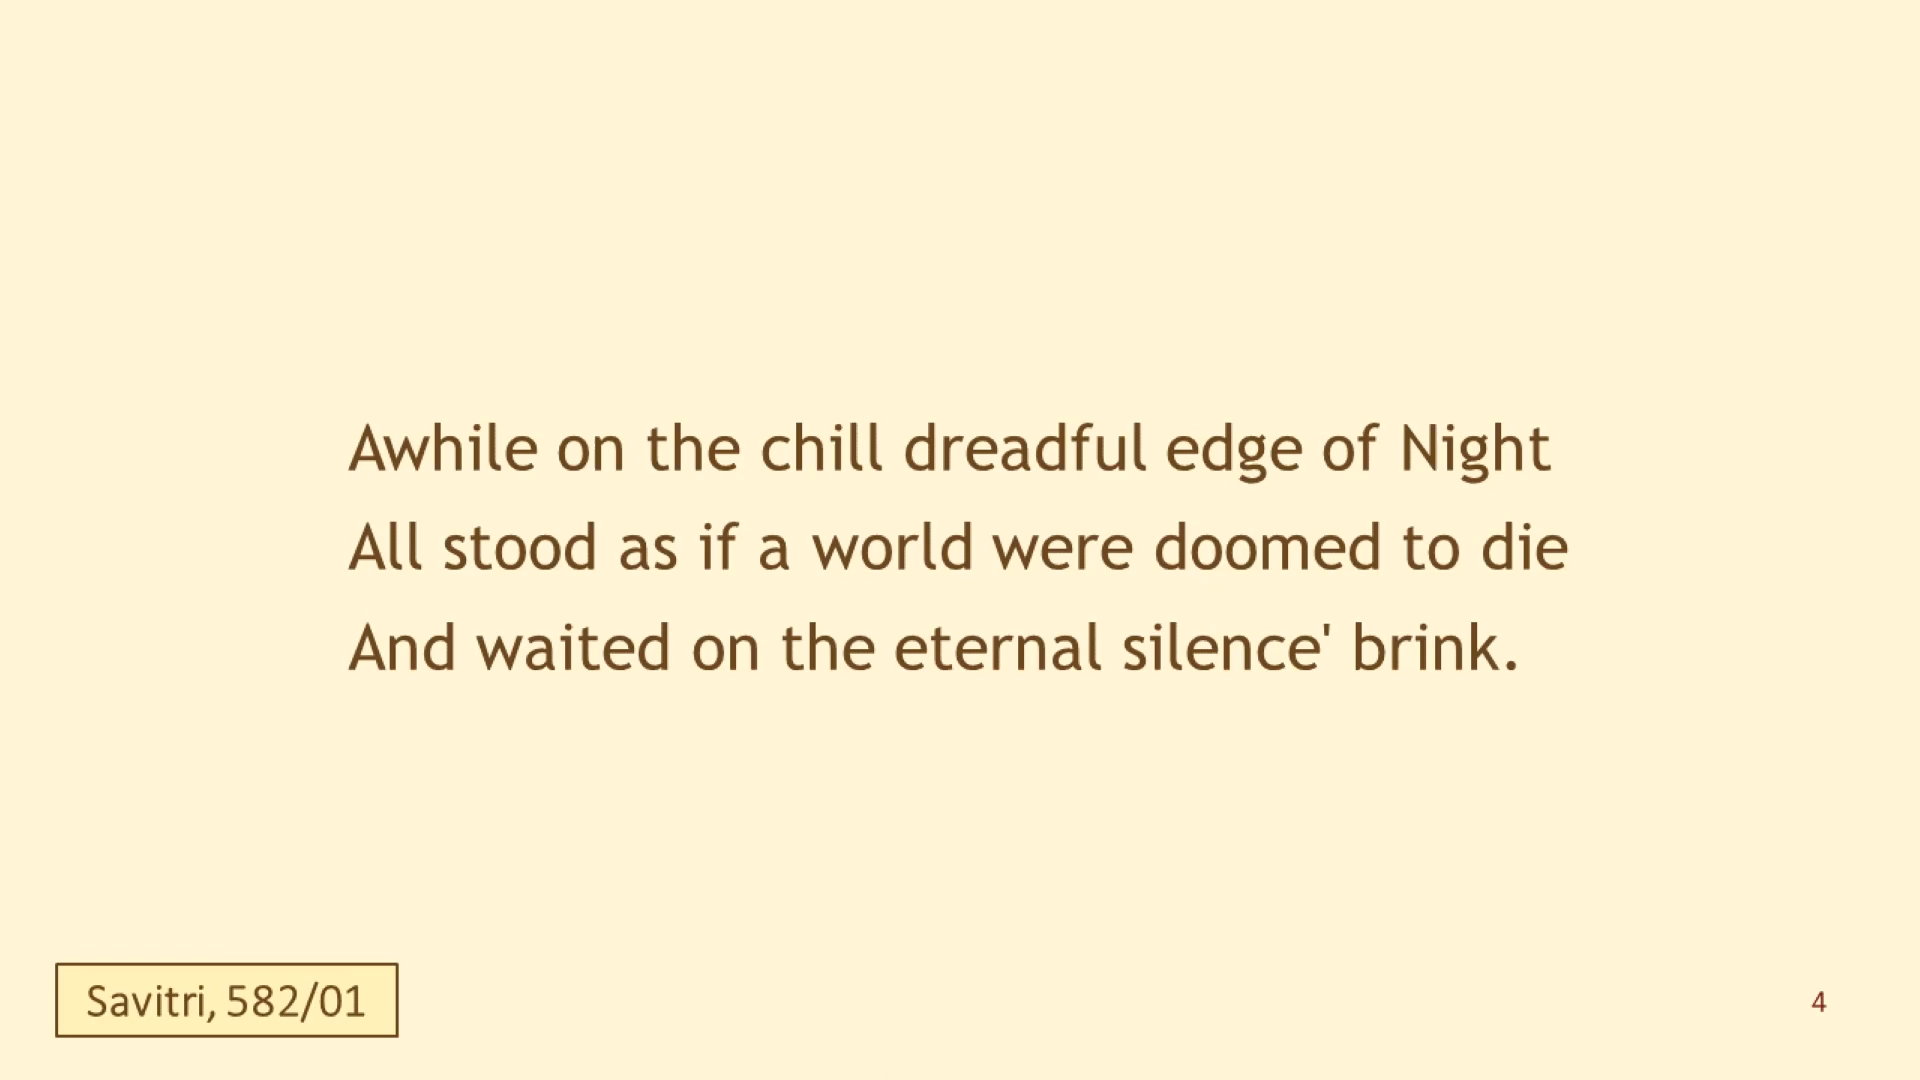 Awhile on the chill dreadful edge of Night
All stood as if a world were doomed to die
And waited on the eternal silence' brink.
Savitri, 582/01
4